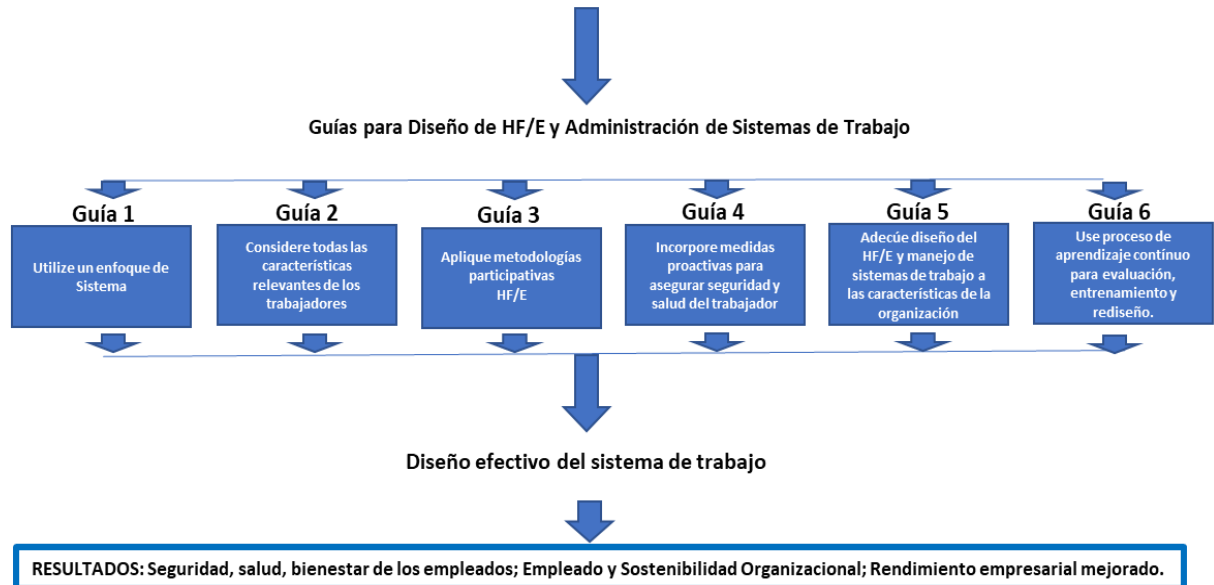 Guías para Diseño de HF/E y Administración de Sistemas de Trabajo
Guía 1
Utilize un enfoque de
Sistema
Guía 2
Considere todas las
características
relevantes de los
trabajadores
Guía 3
Aplique metodologías
participativas
HF/E
Guía 4
Incorpore medidas
proactivas para
asegurar seguridad y
salud del trabajador
Guía 5
Adecúe diseño del
HF/E y manejo de
sistemas de trabajo a
las características de la
organización
Guía 6
Use proceso de
aprendizaje contínuo
para evaluación,
entrenamiento y
rediseño.
Diseño efectivo del sistema de trabajo
RESULTADOS: Seguridad, salud, bienestar de los empleados; Empleado y Sostenibilidad Organizacional; Rendimiento empresarial mejorado.